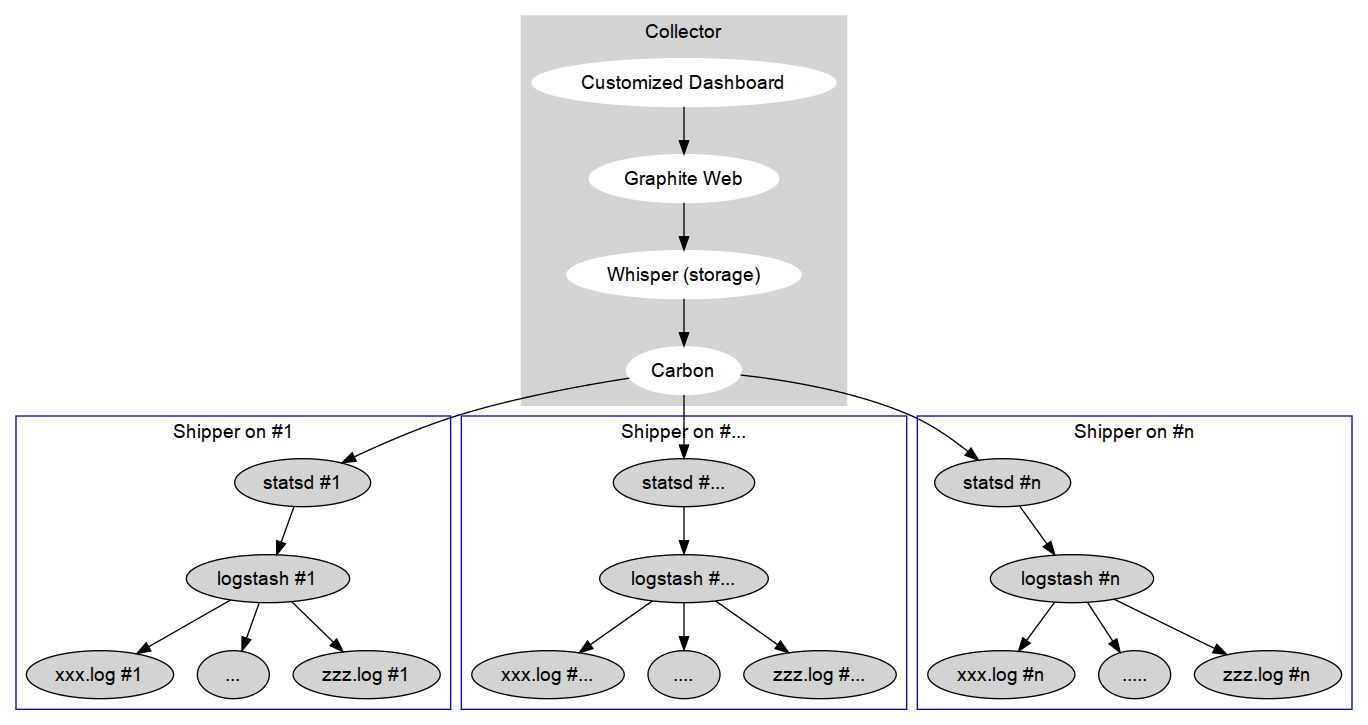 Collector
Customized Dashboard
Graphite Web
Whisper (storage)
Carbon
Shipper on #1
statsd #1
logstash #1
xxx.log #1
...
zzz.log #1
Shipper on #...
statsd #...
logstash #...
xxx.log #...
....
zzz.log #...
Shipper on #n
statsd #n
logstash #n
xxx.log #n
.....
zzz.log #n